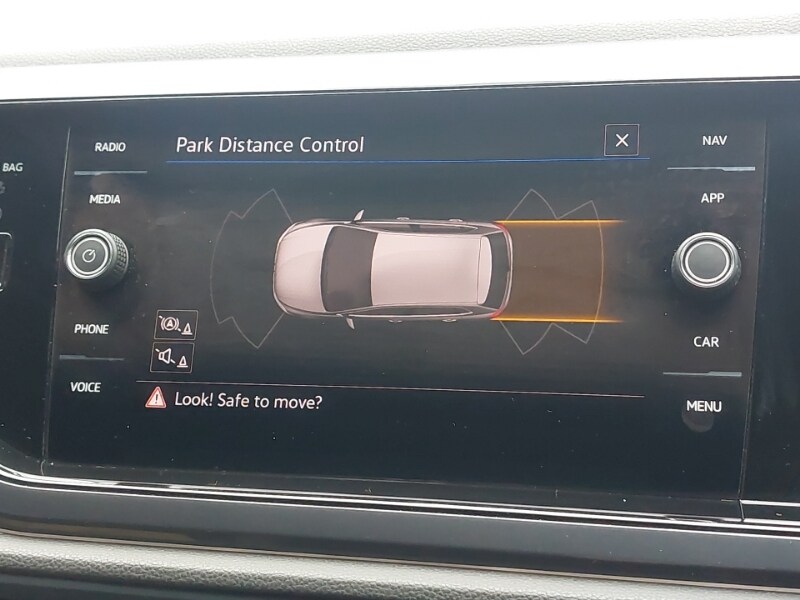 BAG
RADIO
MEDIA
PHONE
VOICE
Park Distance Control
A
Look! Safe to move?
NAV
APP
CAR
MENU